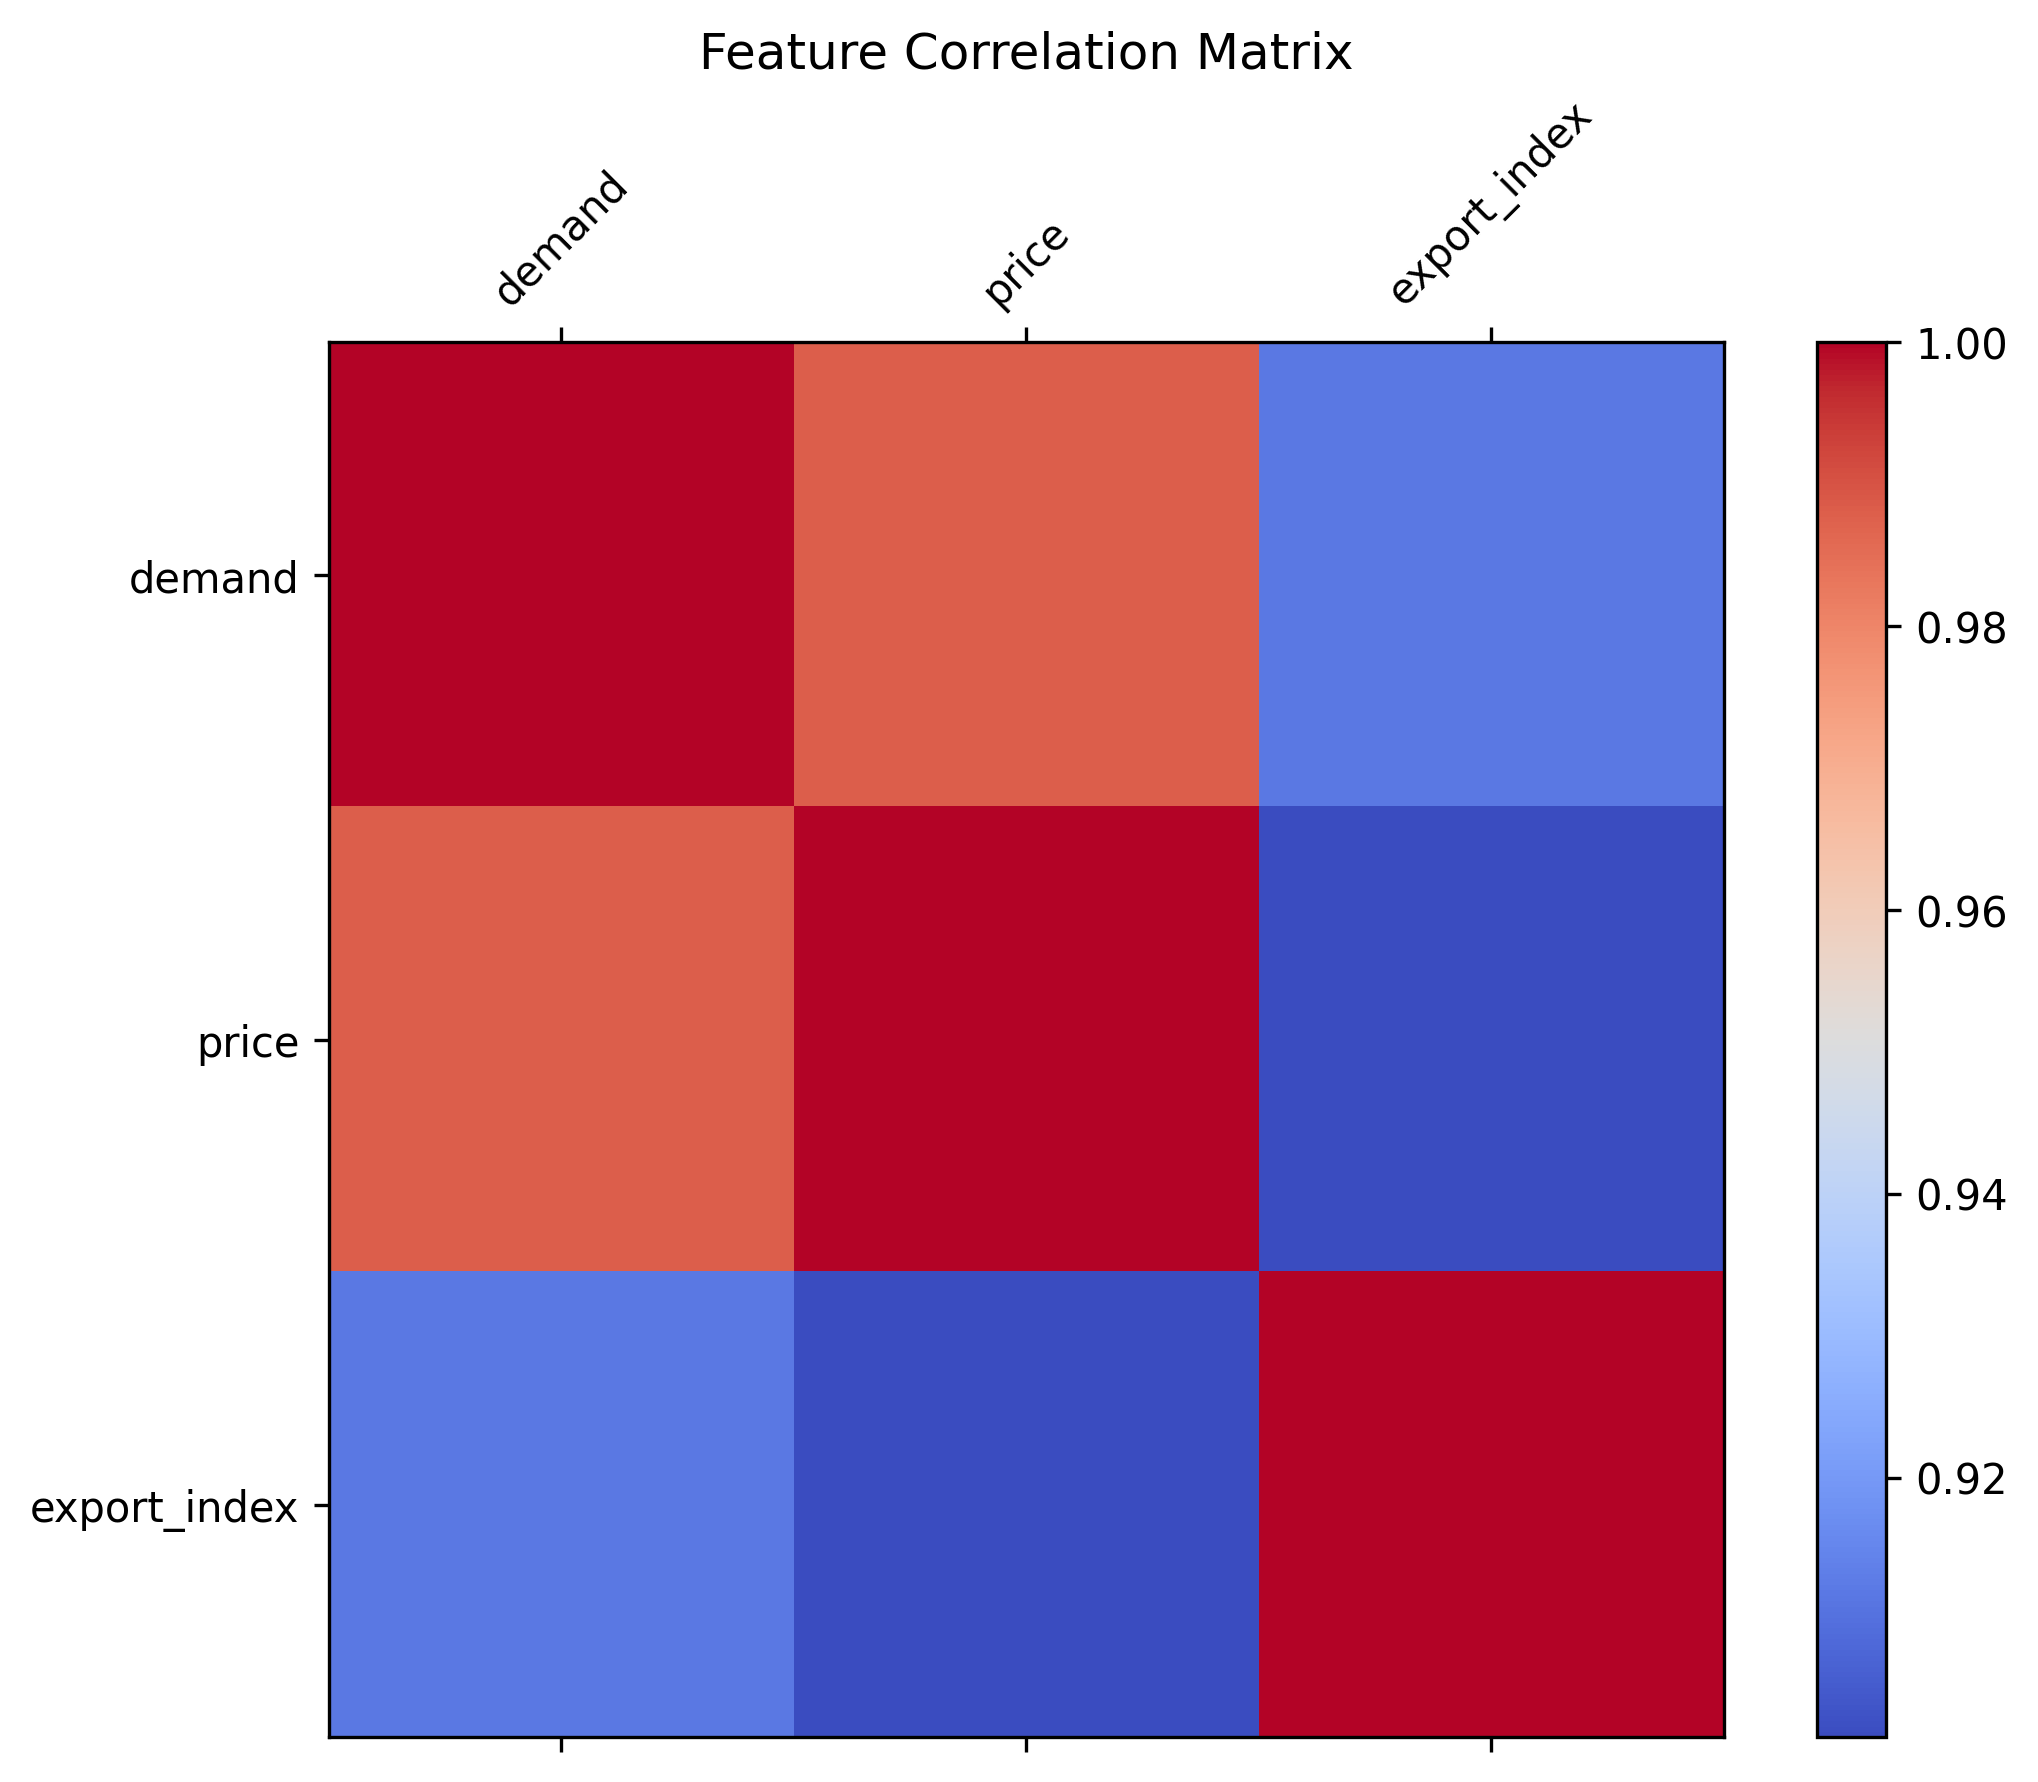 Feature Correlation Matrix
demand
price
export_index
demand
price
export_index
1.00
0.98
0.96
0.94
0.92